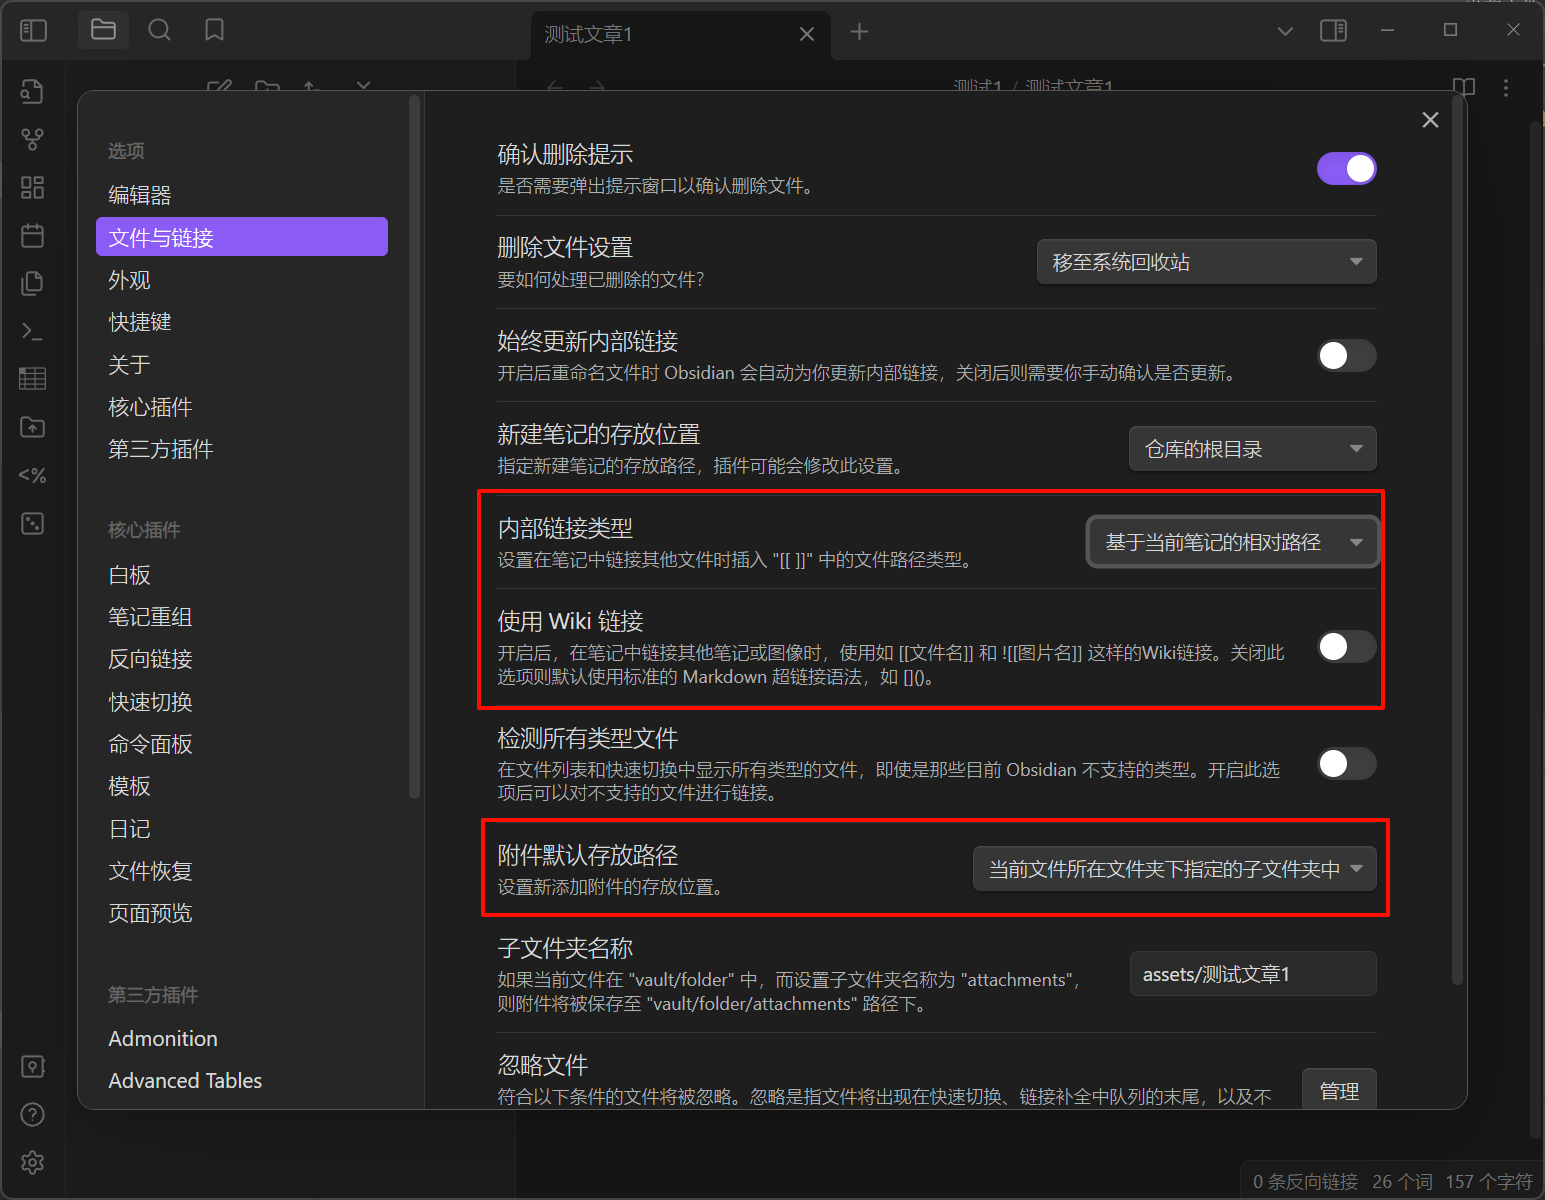 测试文章1
测试1 / 测试文章1
选项
编辑器
文件与链接
外观
快捷键
关于
核心插件
第三方插件
核心插件
白板
笔记重组
反向链接
快速切换
命令面板
模板
日记
文件恢复
页面预览
第三方插件
Admonition
Advanced Tables
确认删除提示
是否需要弹出提示窗口以确认删除文件。
删除文件设置
要如何处理已删除的文件?
移至系统回收站
始终更新内部链接
开启后重命名文件时 Obsidian 会自动为你更新内部链接，关闭后则需要你手动确认是否更新。
新建笔记的存放位置
指定新建笔记的存放路径，插件可能会修改此设置。
仓库的根目录
内部链接类型
设置在笔记中链接其他文件时插入 "[[ ]]" 中的文件路径类型。
基于当前笔记的相对路径
使用 Wiki 链接
开启后，在笔记中链接其他笔记或图像时，使用如 [[文件名]] 和 ![[图片名]] 这样的Wiki链接。关闭此
选项则默认使用标准的 Markdown 超链接语法，如 []()。
检测所有类型文件
在文件列表和快速切换中显示所有类型的文件，即使是那些目前 Obsidian 不支持的类型。开启此选
项后可以对不支持的文件进行链接。
附件默认存放路径
设置新添加附件的存放位置。
当前文件所在文件夹下指定的子文件夹中
子文件夹名称
如果当前文件在 "vault/folder" 中，而设置子文件夹名称为 "attachments"，
则附件将被保存至 "vault/folder/attachments" 路径下。
assets/测试文章1
忽略文件
符合以下条件的文件将被忽略。忽略是指文件将出现在快速切换、链接补全中队列的末尾，以及不
管理
0 条反向链接 26 个词 157 个字符